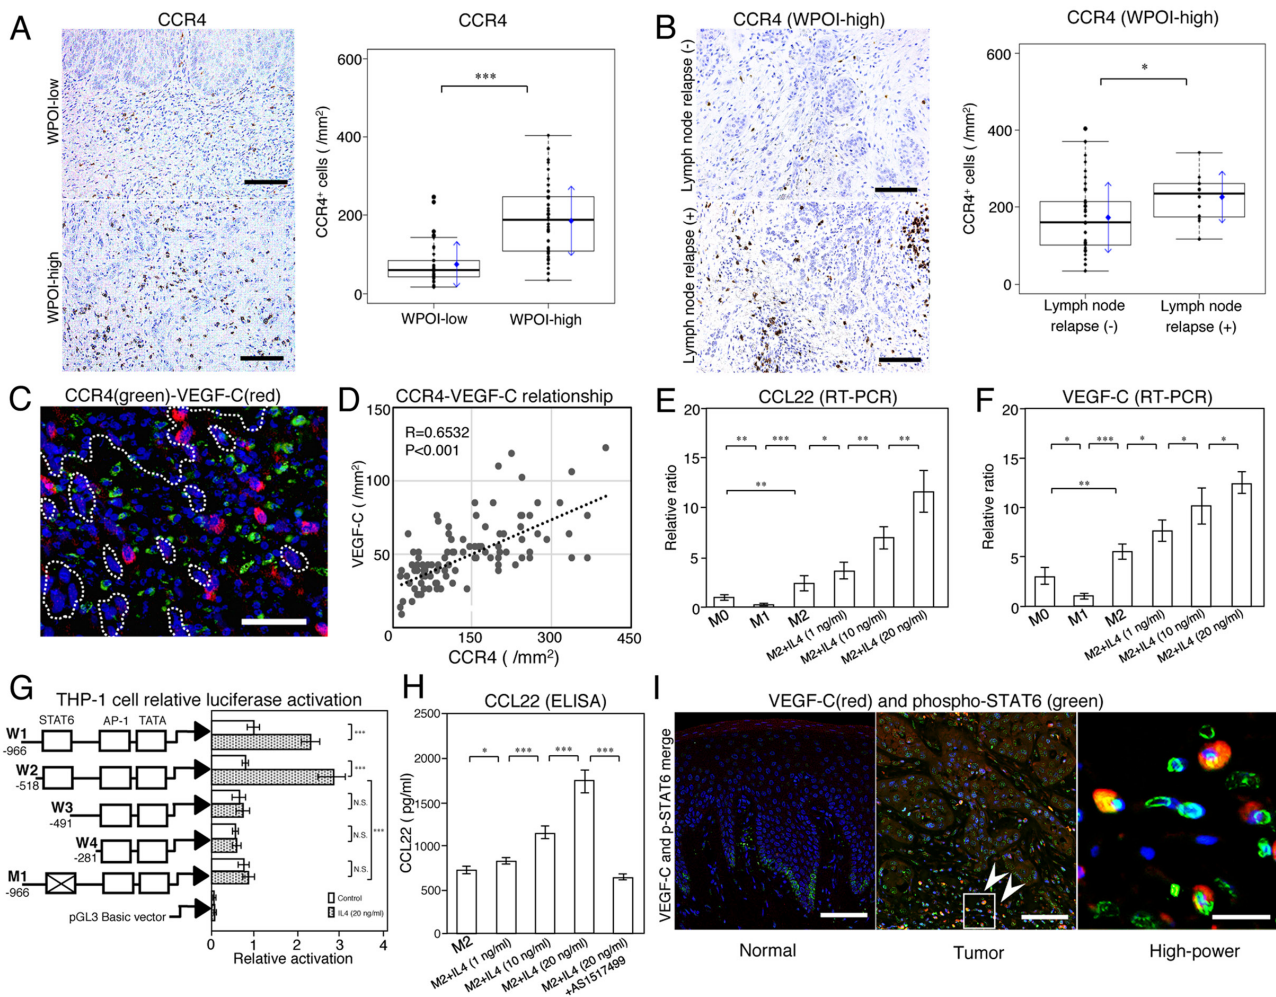 A
CCR4
WPOI-low
WPOI-high
CCR4
CCR4+ cells ( /mm2)
600
400
200
0
***
WPOI-low
WPOI-high
B
CCR4 (WPOI-high)
Lymph node relapse (-)
Lymph node relapse (+)
CCR4 (WPOI-high)
CCR4+ cells ( /mm2)
600
400
200
0
*
Lymph node
relapse (-)
Lymph node
relapse (+)
C
CCR4(green)-VEGF-C(red)
D
CCR4-VEGF-C relationship
R=0.6532
P<0.001
VEGF-C ( /mm2)
150
100
50
0
150
300
450
CCR4 ( /mm2)
E
CCL22 (RT-PCR)
Relative ratio
20
15
10
5
0
** *** * ** **
**
M0
M1
M2
M2+IL4 (1 ng/ml)
M2+IL4 (10 ng/ml)
M2+IL4 (20 ng/ml)
F
VEGF-C (RT-PCR)
Relative ratio
20
15
10
5
0
* *** * * *
**
M0
M1
M2
M2+IL4 (1 ng/ml)
M2+IL4 (10 ng/ml)
M2+IL4 (20 ng/ml)
G
THP-1 cell relative luciferase activation
STAT6 AP-1 TATA
W1
-966
***
W2
-518
***
W3
-491
N.S.
W4
-281
N.S.
***
M1
-966
N.S.
pGL3 Basic vector
Control
IL4 (20 ng/ml)
0 1 2 3 4
Relative activation
H
CCL22 (ELISA)
CCL22 ( pg/ml)
2500
2000
1500
1000
500
0
* *** *** ***
M2
M2+IL4 (1 ng/ml)
M2+IL4 (10 ng/ml)
M2+IL4 (20 ng/ml)
M2+IL4 (20 ng/ml)
+AS1517499
I
VEGF-C(red) and phospho-STAT6 (green)
VEGF-C and p-STAT6 merge
Normal
Tumor
High-power